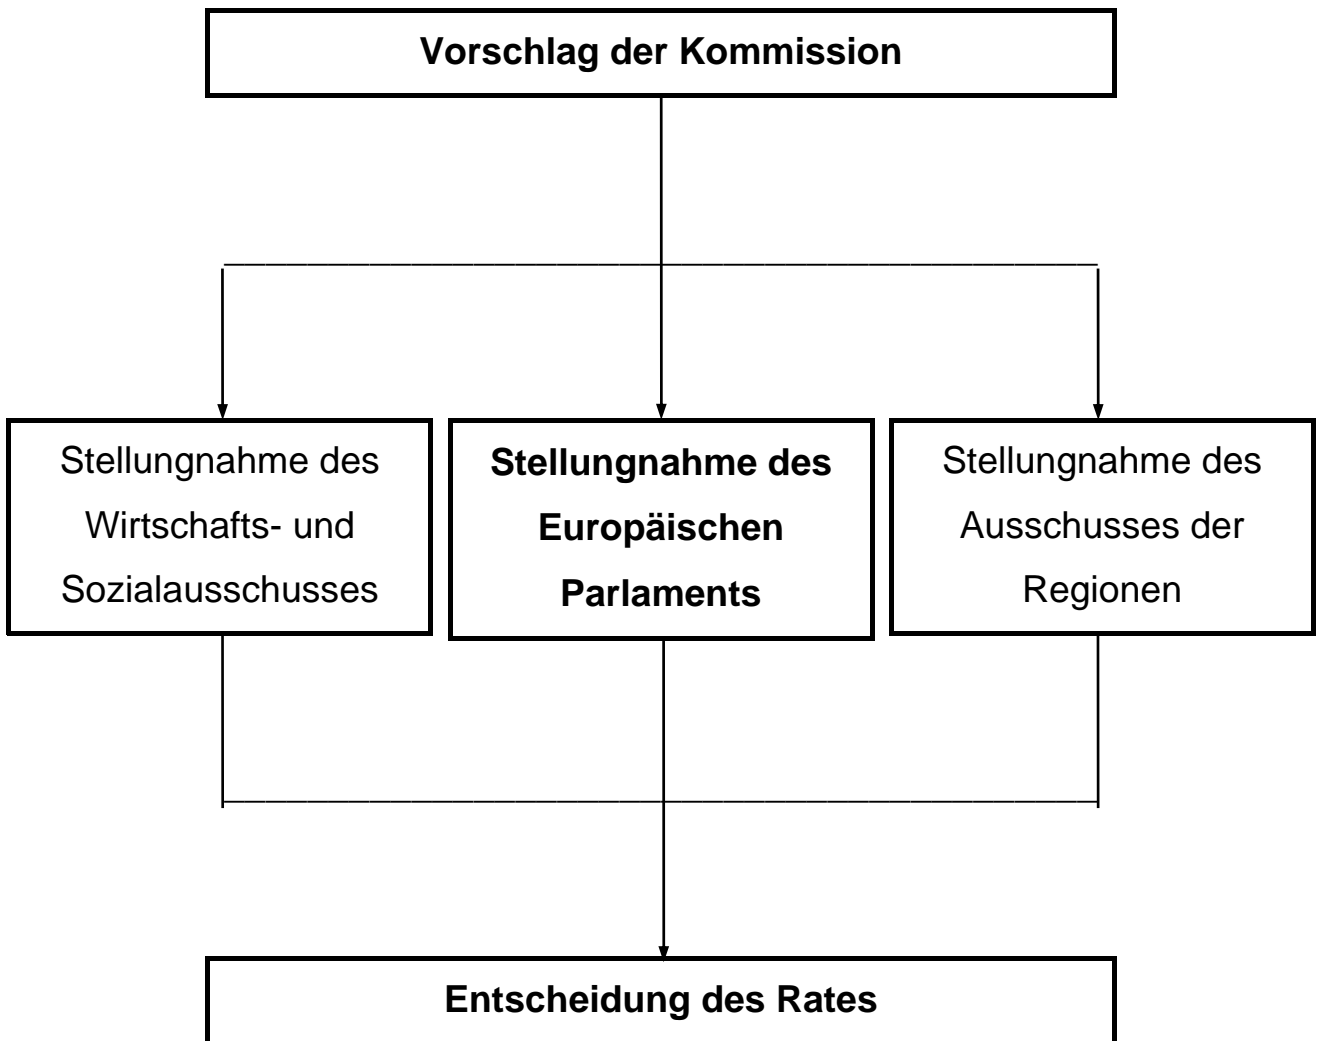 Vorschlag der Kommission
Stellungnahme des
Wirtschafts- und
Sozialausschusses
Stellungnahme des
Europäischen
Parlaments
Stellungnahme des
Ausschusses der
Regionen
Entscheidung des Rates